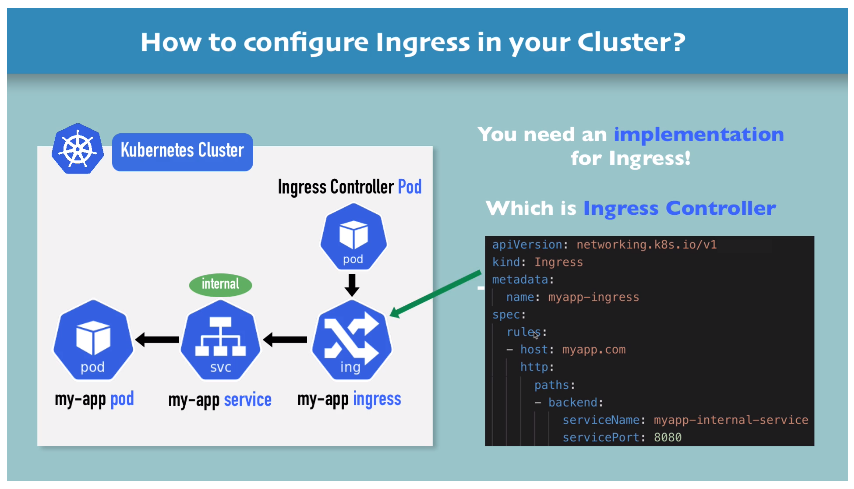 How to configure Ingress in your Cluster?
You need an implementation
for Ingress!
Kubernetes Cluster
Ingress Controller Pod
Which is Ingress Controller
pod
internal
pod
svc
ing
my-app pod
my-app service
my-app ingress
apiVersion: networking.k8s.io/v1
kind: Ingress
metadata:
  name: myapp-ingress
spec:
  rules:
  - host: myapp.com
    http:
      paths:
      - backend:
          serviceName: myapp-internal-service
          servicePort: 8080